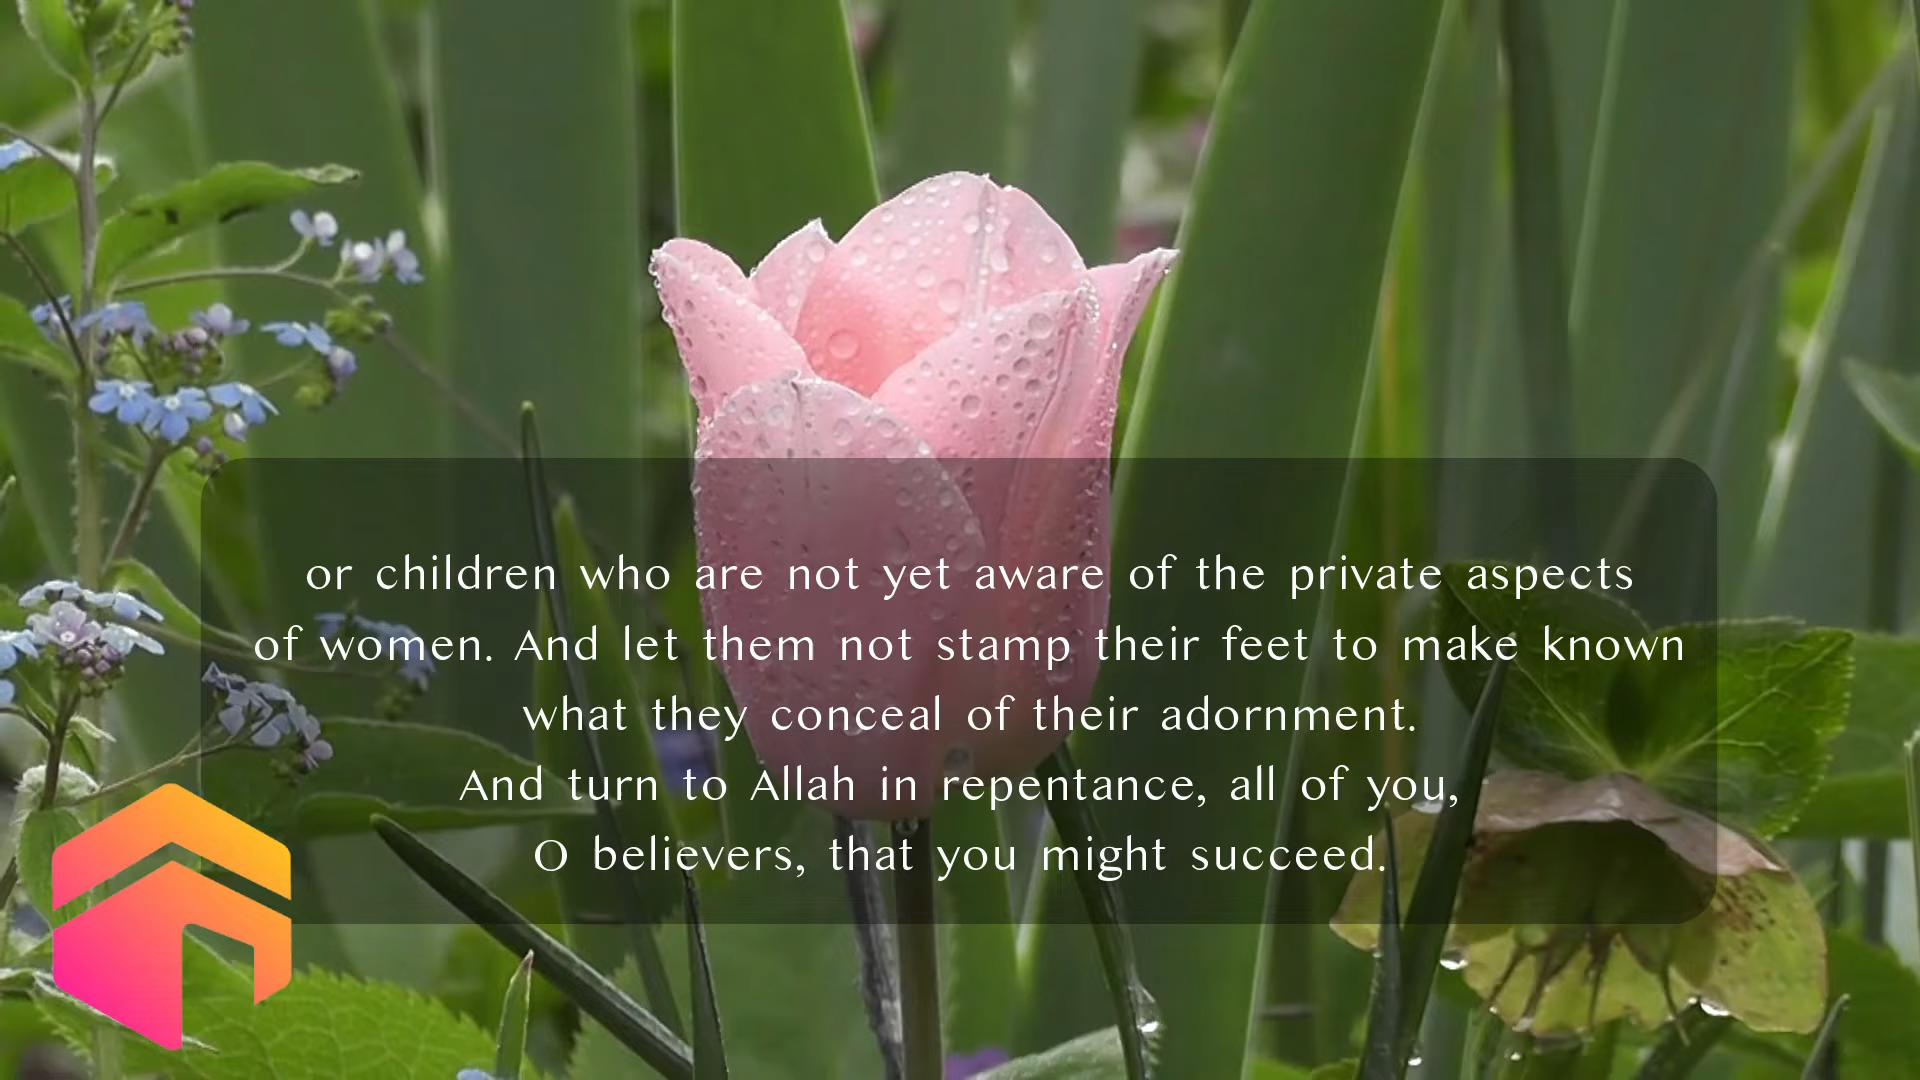 or children who are not yet aware of the private aspects
of women. And let them not stamp their feet to make known
what they conceal of their adornment.
And turn to Allah in repentance, all of you,
O believers, that you might succeed.